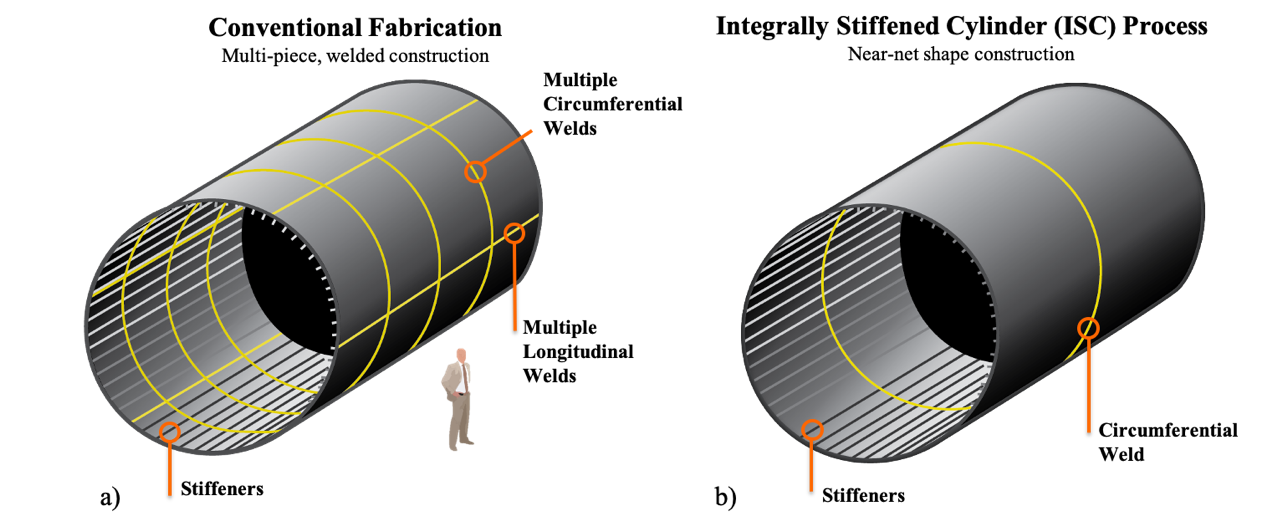 Conventional Fabrication
Multi-piece, welded construction
Multiple
Circumferential
Welds
Multiple
Longitudinal
Welds
Stiffeners
a)
Integrally Stiffened Cylinder (ISC) Process
Near-net shape construction
Circumferential
Weld
Stiffeners
b)